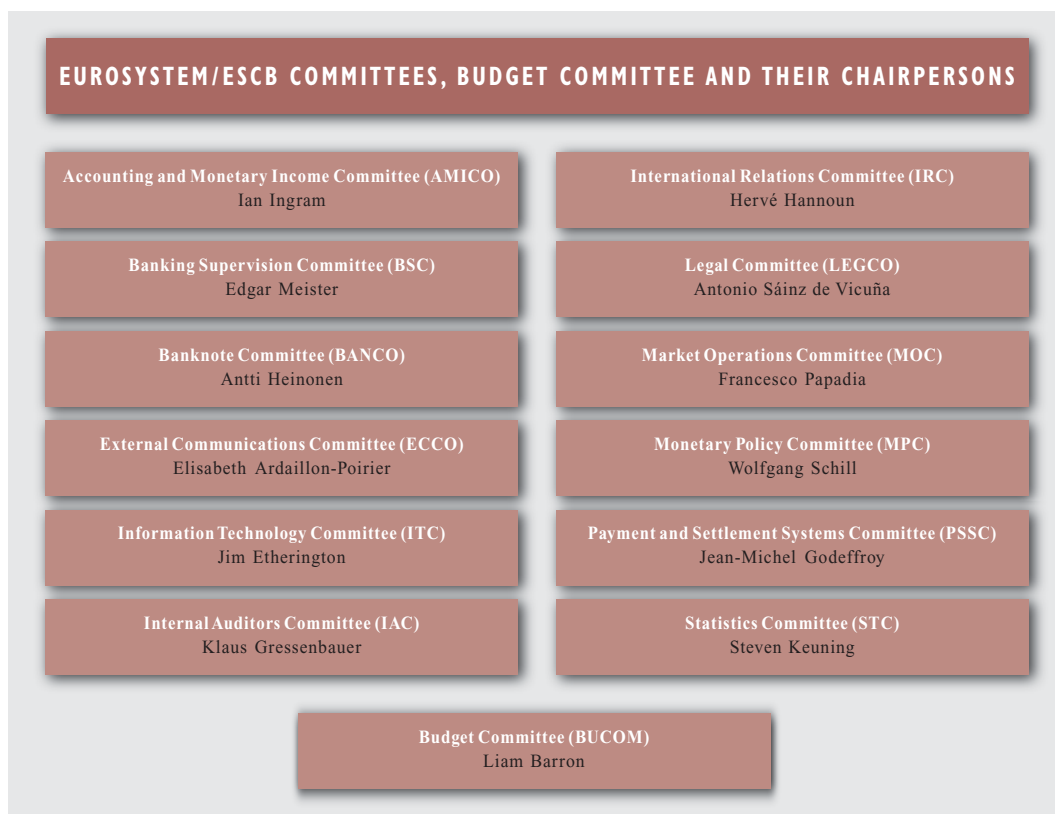 EUROSYSTEM/ESCB COMMITTEES, BUDGET COMMITTEE AND THEIR CHAIRPERSONS
Accounting and Monetary Income Committee (AMICO)
Ian Ingram
Banking Supervision Committee (BSC)
Edgar Meister
Banknote Committee (BANCO)
Antti Heinonen
External Communications Committee (ECCO)
Elisabeth Ardaillon-Poirier
Information Technology Committee (ITC)
Jim Etherington
Internal Auditors Committee (IAC)
Klaus Gressenbauer
International Relations Committee (IRC)
Hervé Hannoun
Legal Committee (LEGCO)
Antonio Sáinz de Vicuña
Market Operations Committee (MOC)
Francesco Papadia
Monetary Policy Committee (MPC)
Wolfgang Schill
Payment and Settlement Systems Committee (PSSC)
Jean-Michel Godeffroy
Statistics Committee (STC)
Steven Keuning
Budget Committee (BUCOM)
Liam Barron